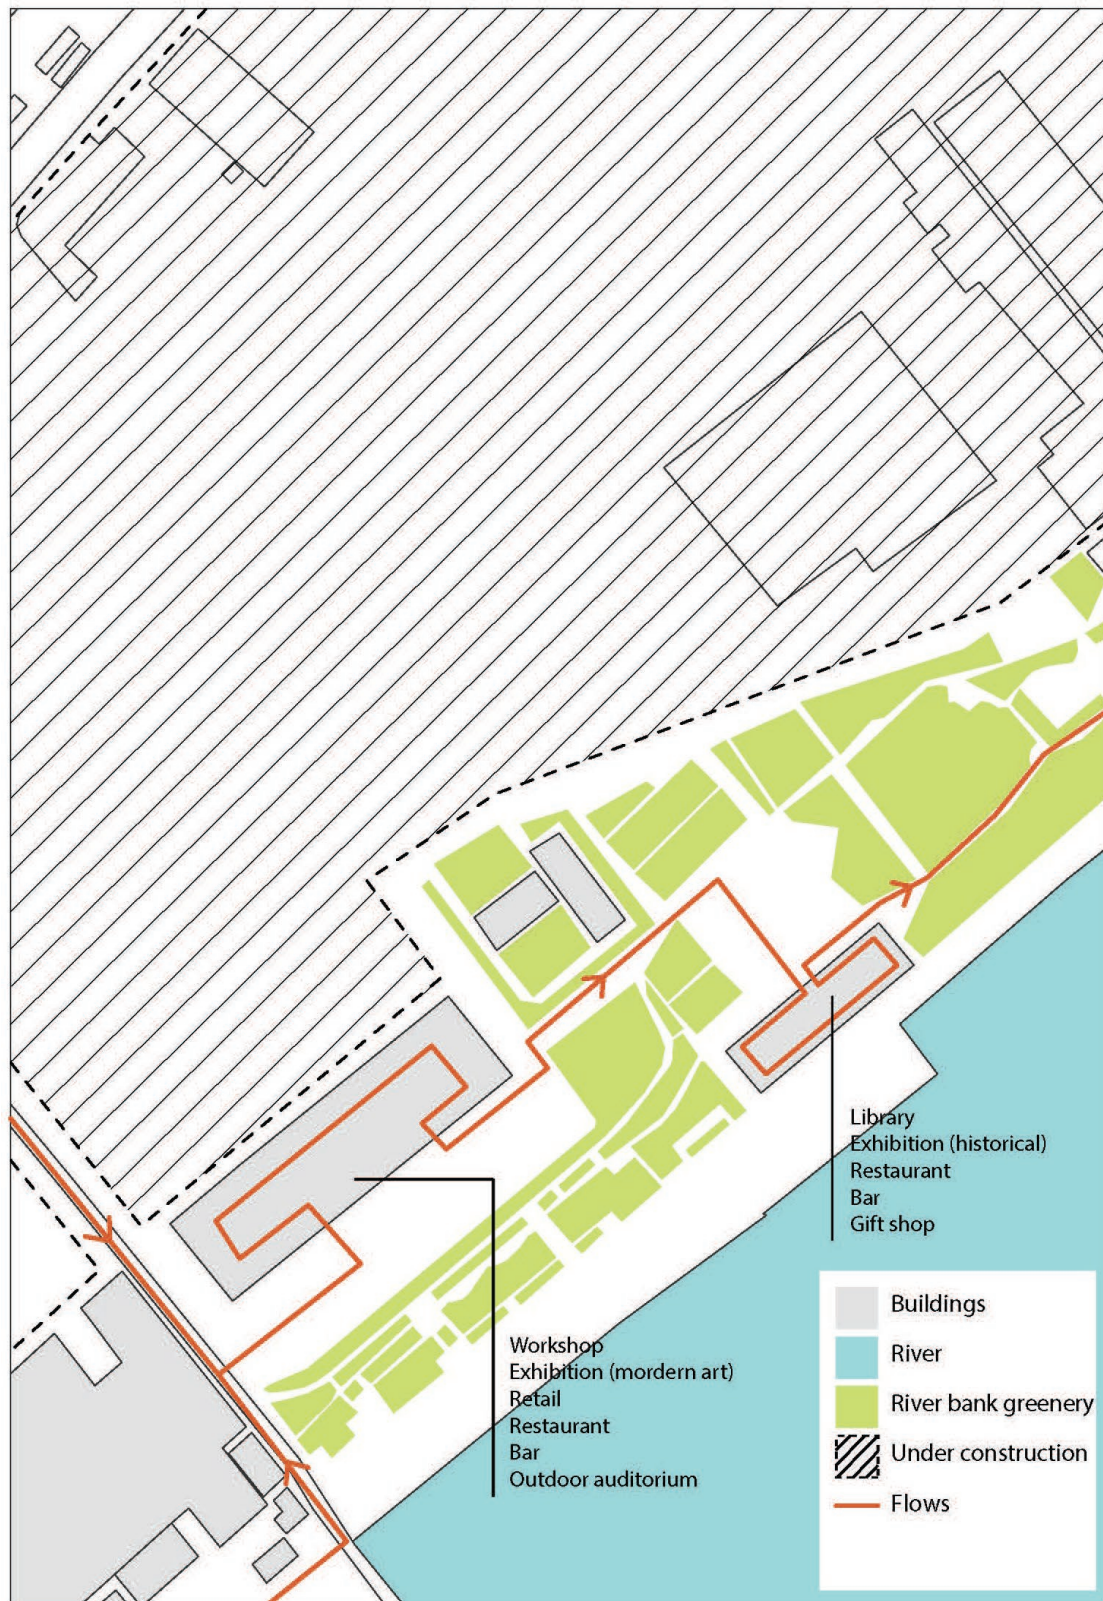 Library
Exhibition (historical)
Restaurant
Bar
Gift shop
Workshop
Exhibition (mordern art)
Retail
Restaurant
Bar
Outdoor auditorium
Buildings
River
River bank greenery
Under construction
Flows